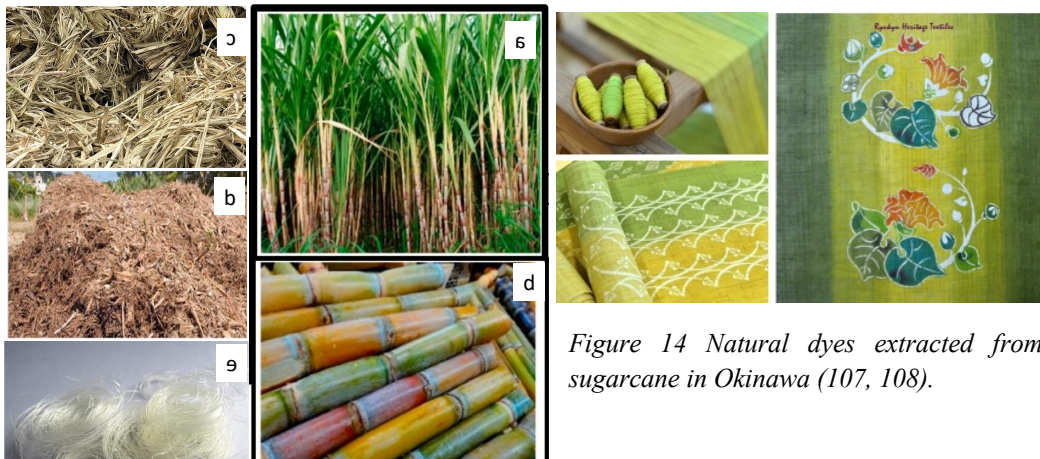 c
a
b
d
e
Ryukyu Heritage Textiles
Figure 14 Natural dyes extracted from
sugarcane in Okinawa (107, 108).